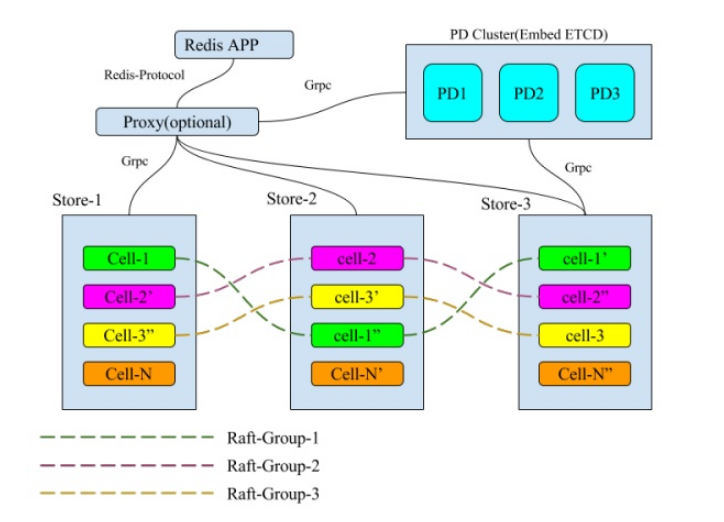 Redis APP
PD Cluster(Embed ETCD)
Redis-Protocol
Grpc
PD1
PD2
PD3
Proxy(optional)
Grpc
Grpc
Store-1
Store-2
Store-3
Cell-1
cell-2
cell-1’
Cell-2’
cell-3’
cell-2”
Cell-3”
cell-1”
cell-3
Cell-N
Cell-N’
Cell-N”
Raft-Group-1
Raft-Group-2
Raft-Group-3